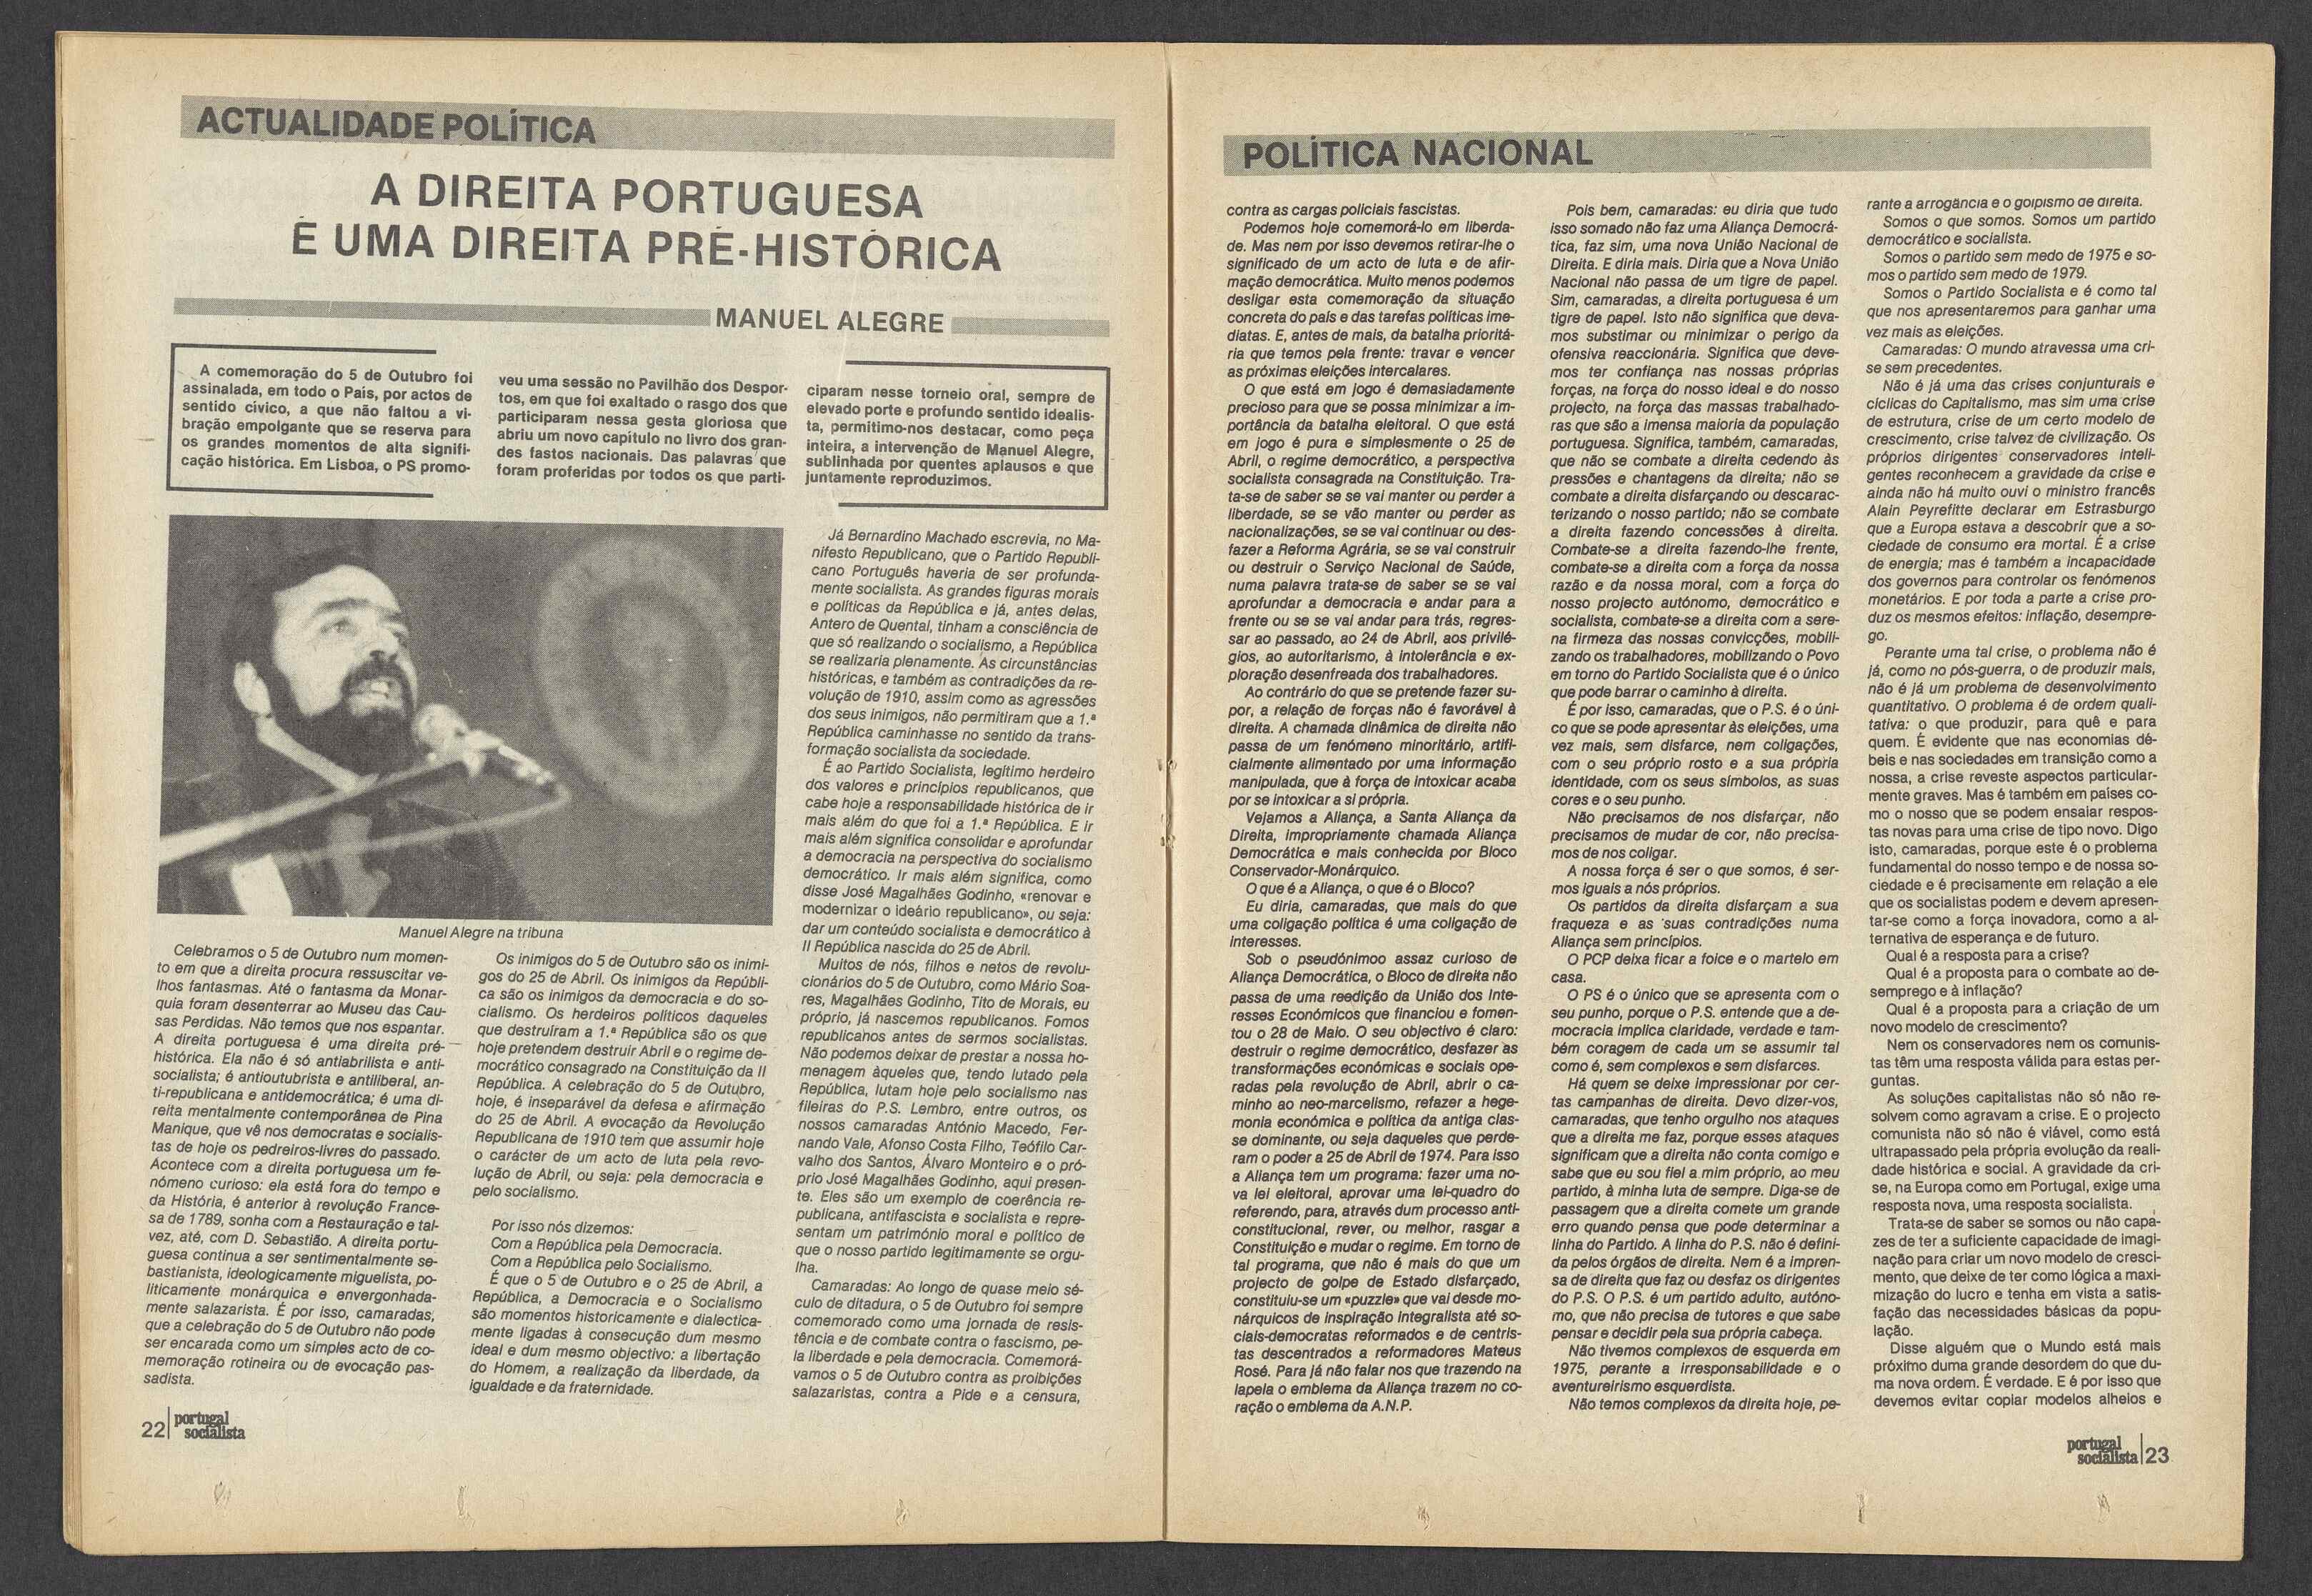 ACTUALIDADE POLÍTICA
A DIREITA PORTUGUESA
É UMA DIREITA PRÉ-HISTÓRICA
MANUEL ALEGRE
A comemoração do 5 de Outubro foi
assinalada, em todo o País, por actos de
sentido cívico, a que não faltou a vi-
bração empolgante que se reserva para
os grandes momentos de alta signifi-
cação histórica. Em Lisboa, o PS promo-
veu uma sessão no Pavilhão dos Despor-
tos, em que foi exaltado o rasgo dos que
participaram nessa gesta gloriosa que
abriu um novo capítulo no livro dos gran-
des fastos nacionais. Das palavras que
foram proferidas por todos os que parti-
ciparam nesse torneio oral, sempre de
elevado porte e profundo sentido idealis-
ta, permitimo-nos destacar, como peça
inteira, a intervenção de Manuel Alegre,
sublinhada por quentes aplausos e que
juntamente reproduzimos.
Manuel Alegre na tribuna
Celebramos o 5 de Outubro num momen-
to em que a direita procura ressuscitar ve-
lhos fantasmas. Até o fantasma da Monar-
quia foram desenterrar ao Museu das Cau-
sas Perdidas. Não temos que nos espantar.
A direita portuguesa é uma direita pré-
histórica. Ela não é só antiabrilista e anti-
socialista; é antioutubrista e antiliberal, an-
ti-republicana e antidemocrática; é uma di-
reita mentalmente contemporânea de Pina
Manique, que vê nos democratas e socialis-
tas de hoje os pedreiros-livres do passado.
Acontece com a direita portuguesa um fe-
nómeno curioso: ela está fora do tempo e
da História, é anterior à revolução France-
sa de 1789, sonha com a Restauração e tal-
vez, até, com D. Sebastião. A direita portu-
guesa continua a ser sentimentalmente se-
bastianista, ideologicamente miguelista, po-
liticamente monárquica e envergonhada-
mente salazarista. É por isso, camaradas,
que a celebração do 5 de Outubro não pode
ser encarada como um simples acto de co-
memoração rotineira ou de evocação pas-
sadista.
Os inimigos do 5 de Outubro são os inimi-
gos do 25 de Abril. Os inimigos da Repúbli-
ca são os inimigos da democracia e do so-
cialismo. Os herdeiros políticos daqueles
que destruíram a 1.ª República são os que
hoje pretendem destruir Abril e o regime de-
mocrático consagrado na Constituição da II
República. A celebração do 5 de Outubro,
hoje, é inseparável da defesa e afirmação
do 25 de Abril. A evocação da Revolução
Republicana de 1910 tem que assumir hoje
o carácter de um acto de luta pela revo-
lução de Abril, ou seja: pela democracia e
pelo socialismo.
Por isso nós dizemos:
Com a República pela Democracia.
Com a República pelo Socialismo.
É que o 5 de Outubro e o 25 de Abril, a
República, a Democracia e o Socialismo
são momentos historicamente e dialectica-
mente ligadas à consecução dum mesmo
ideal e dum mesmo objectivo: a libertação
do Homem, a realização da liberdade, da
igualdade e da fraternidade.
Já Bernardino Machado escrevia, no Ma-
nifesto Republicano, que o Partido Republi-
cano Português haveria de ser profunda-
mente socialista. As grandes figuras morais
e políticas da República e já, antes delas,
Antero de Quental, tinham a consciência de
que só realizando o socialismo, a República
se realizaria plenamente. As circunstâncias
históricas, e também as contradições da re-
volução de 1910, assim como as agressões
dos seus inimigos, não permitiram que a 1.ª
República caminhasse no sentido da trans-
formação socialista da sociedade.
É ao Partido Socialista, legítimo herdeiro
dos valores e princípios republicanos, que
cabe hoje a responsabilidade histórica de ir
mais além do que foi a 1.ª República. E ir
mais além significa consolidar e aprofundar
a democracia na perspectiva do socialismo
democrático. Ir mais além significa, como
disse José Magalhães Godinho, «renovar e
modernizar o ideário republicano», ou seja:
dar um conteúdo socialista e democrático à
II República nascida do 25 de Abril.
Muitos de nós, filhos e netos de revolu-
cionários do 5 de Outubro, como Mário Soa-
res, Magalhães Godinho, Tito de Morais, eu
próprio, já nascemos republicanos. Fomos
republicanos antes de sermos socialistas.
Não podemos deixar de prestar a nossa ho-
menagem àqueles que, tendo lutado pela
República, lutam hoje pelo socialismo nas
fileiras do P.S. Lembro, entre outros, os
nossos camaradas António Macedo, Fer-
nando Vale, Afonso Costa Filho, Teófilo Car-
valho dos Santos, Álvaro Monteiro e o pró-
prio José Magalhães Godinho, aqui presen-
te. Eles são um exemplo de coerência re-
publicana, antifascista e socialista e repre-
sentam um património moral e político de
que o nosso partido legitimamente se orgu-
lha.
Camaradas: Ao longo de quase meio sé-
culo de ditadura, o 5 de Outubro foi sempre
comemorado como uma jornada de resis-
tência e de combate contra o fascismo, pe-
la liberdade e pela democracia. Comemorá-
vamos o 5 de Outubro contra as proibições
salazaristas, contra a Pide e a censura,
22 portugal
socialista
POLÍTICA NACIONAL
contra as cargas policiais fascistas.
Podemos hoje comemorá-lo em liberda-
de. Mas nem por isso devemos retirar-lhe o
significado de um acto de luta e de afir-
mação democrática. Muito menos podemos
desligar esta comemoração da situação
concreta do país e das tarefas políticas ime-
diatas. E, antes de mais, da batalha prioritá-
ria que temos pela frente: travar e vencer
as próximas eleições intercalares.
O que está em jogo é demasiadamente
precioso para que se possa minimizar a im-
portância da batalha eleitoral. O que está
em jogo é pura e simplesmente o 25 de
Abril, o regime democrático, a perspectiva
socialista consagrada na Constituição. Tra-
ta-se de saber se se vai manter ou perder a
liberdade, se se vão manter ou perder as
nacionalizações, se se vai continuar ou des-
fazer a Reforma Agrária, se se vai construir
ou destruir o Serviço Nacional de Saúde,
numa palavra trata-se de saber se se vai
aprofundar a democracia e andar para a
frente ou se se vai andar para trás, regres-
sar ao passado, ao 24 de Abril, aos privilé-
gios, ao autoritarismo, à intolerância e ex-
ploração desenfreada dos trabalhadores.
Ao contrário do que se pretende fazer su-
por, a relação de forças não é favorável à
direita. A chamada dinâmica de direita não
passa de um fenómeno minoritário, artifi-
cialmente alimentado por uma informação
manipulada, que à força de intoxicar acaba
por se intoxicar a si própria.
Vejamos a Aliança, a Santa Aliança da
Direita, impropriamente chamada Aliança
Democrática e mais conhecida por Bloco
Conservador-Monárquico.
O que é a Aliança, o que é o Bloco?
Eu diria, camaradas, que mais do que
uma coligação política é uma coligação de
interesses.
Sob o pseudónimoo assaz curioso de
Aliança Democrática, o Bloco de direita não
passa de uma reedição da União dos Inte-
resses Económicos que financiou e fomen-
tou o 28 de Maio. O seu objectivo é claro:
destruir o regime democrático, desfazer as
transformações económicas e sociais ope-
radas pela revolução de Abril, abrir o ca-
minho ao neo-marcelismo, refazer a hege-
monia económica e política da antiga clas-
se dominante, ou seja daqueles que perde-
ram o poder a 25 de Abril de 1974. Para isso
a Aliança tem um programa: fazer uma no-
va lei eleitoral, aprovar uma lei-quadro do
referendo, para, através dum processo anti-
constitucional, rever, ou melhor, rasgar a
Constituição e mudar o regime. Em torno de
tal programa, que não é mais do que um
projecto de golpe de Estado disfarçado,
constituiu-se um «puzzle» que vai desde mo-
nárquicos de inspiração integralista até so-
ciais-democratas reformados e de centris-
tas descentrados a reformadores Mateus
Rosé. Para já não falar nos que trazendo na
lapela o emblema da Aliança trazem no co-
ração o emblema da A.N.P.
Pois bem, camaradas: eu diria que tudo
isso somado não faz uma Aliança Democrá-
tica, faz sim, uma nova União Nacional de
Direita. E diria mais. Diria que a Nova União
Nacional não passa de um tigre de papel.
Sim, camaradas, a direita portuguesa é um
tigre de papel. Isto não significa que deva-
mos substimar ou minimizar o perigo da
ofensiva reaccionária. Significa que deve-
mos ter confiança nas nossas próprias
forças, na força do nosso ideal e do nosso
projecto, na força das massas trabalhado-
ras que são a imensa maioria da população
portuguesa. Significa, também, camaradas,
que não se combate a direita cedendo às
pressões e chantagens da direita; não se
combate a direita disfarçando ou descarac-
terizando o nosso partido; não se combate
a direita fazendo concessões à direita.
Combate-se a direita fazendo-lhe frente,
combate-se a direita com a força da nossa
razão e da nossa moral, com a força do
nosso projecto autónomo, democrático e
socialista, combate-se a direita com a sere-
na firmeza das nossas convicções, mobili-
zando os trabalhadores, mobilizando o Povo
em torno do Partido Socialista que é o único
que pode barrar o caminho à direita.
É por isso, camaradas, que o P.S. é o úni-
co que se pode apresentar às eleições, uma
vez mais, sem disfarce, nem coligações,
com o seu próprio rosto e a sua própria
identidade, com os seus símbolos, as suas
cores e o seu punho.
Não precisamos de nos disfarçar, não
precisamos de mudar de cor, não precisa-
mos de nos coligar.
A nossa força é ser o que somos, é ser-
mos iguais a nós próprios.
Os partidos da direita disfarçam a sua
fraqueza e as suas contradições numa
Aliança sem princípios.
O PCP deixa ficar a foice e o martelo em
casa.
O PS é o único que se apresenta com o
seu punho, porque o P.S. entende que a de-
mocracia implica claridade, verdade e tam-
bém coragem de cada um se assumir tal
como é, sem complexos e sem disfarces.
Há quem se deixe impressionar por cer-
tas campanhas de direita. Devo dizer-vos,
camaradas, que tenho orgulho nos ataques
que a direita me faz, porque esses ataques
significam que a direita não conta comigo e
sabe que eu sou fiel a mim próprio, ao meu
partido, à minha luta de sempre. Diga-se de
passagem que a direita comete um grande
erro quando pensa que pode determinar a
linha do Partido. A linha do P.S. não é defini-
da pelos órgãos de direita. Nem é a impren-
sa de direita que faz ou desfaz os dirigentes
do P.S. O P.S. é um partido adulto, autóno-
mo, que não precisa de tutores e que sabe
pensar e decidir pela sua própria cabeça.
Não tivemos complexos de esquerda em
1975, perante a irresponsabilidade e o
aventureirismo esquerdista.
Não temos complexos da direita hoje, pe-
rante a arrogância e o golpismo de direita.
Somos o que somos. Somos um partido
democrático e socialista.
Somos o partido sem medo de 1975 e so-
mos o partido sem medo de 1979.
Somos o Partido Socialista e é como tal
que nos apresentaremos para ganhar uma
vez mais as eleições.
Camaradas: O mundo atravessa uma cri-
se sem precedentes.
Não é já uma das crises conjunturais e
cíclicas do Capitalismo, mas sim uma crise
de estrutura, crise de um certo modelo de
crescimento, crise talvez de civilização. Os
próprios dirigentes conservadores inteli-
gentes reconhecem a gravidade da crise e
ainda não há muito ouvi o ministro francês
Alain Peyrefitte declarar em Estrasburgo
que a Europa estava a descobrir que a so-
ciedade de consumo era mortal. É a crise
de energia; mas é também a incapacidade
dos governos para controlar os fenómenos
monetários. E por toda a parte a crise pro-
duz os mesmos efeitos: inflação, desempre-
go.
Perante uma tal crise, o problema não é
já, como no pós-guerra, o de produzir mais,
não é já um problema de desenvolvimento
quantitativo. O problema é de ordem quali-
tativa: o que produzir, para quê e para
quem. É evidente que nas economias dé-
beis e nas sociedades em transição como a
nossa, a crise reveste aspectos particular-
mente graves. Mas é também em países co-
mo o nosso que se podem ensaiar respos-
tas novas para uma crise de tipo novo. Digo
isto, camaradas, porque este é o problema
fundamental do nosso tempo e de nossa so-
ciedade e é precisamente em relação a ele
que os socialistas podem e devem apresen-
tar-se como a força inovadora, como a al-
ternativa de esperança e de futuro.
Qual é a resposta para a crise?
Qual é a proposta para o combate ao de-
semprego e à inflação?
Qual é a proposta para a criação de um
novo modelo de crescimento?
Nem os conservadores nem os comunis-
tas têm uma resposta válida para estas per-
guntas.
As soluções capitalistas não só não re-
solvem como agravam a crise. E o projecto
comunista não só não é viável, como está
ultrapassado pela própria evolução da reali-
dade histórica e social. A gravidade da cri-
se, na Europa como em Portugal, exige uma
resposta nova, uma resposta socialista.
Trata-se de saber se somos ou não capa-
zes de ter a suficiente capacidade de imagi-
nação para criar um novo modelo de cresci-
mento, que deixe de ter como lógica a maxi-
mização do lucro e tenha em vista a satis-
fação das necessidades básicas da popu-
lação.
Disse alguém que o Mundo está mais
próximo duma grande desordem do que du-
ma nova ordem. É verdade. E é por isso que
devemos evitar copiar modelos alheios e
portugal
socialista 23